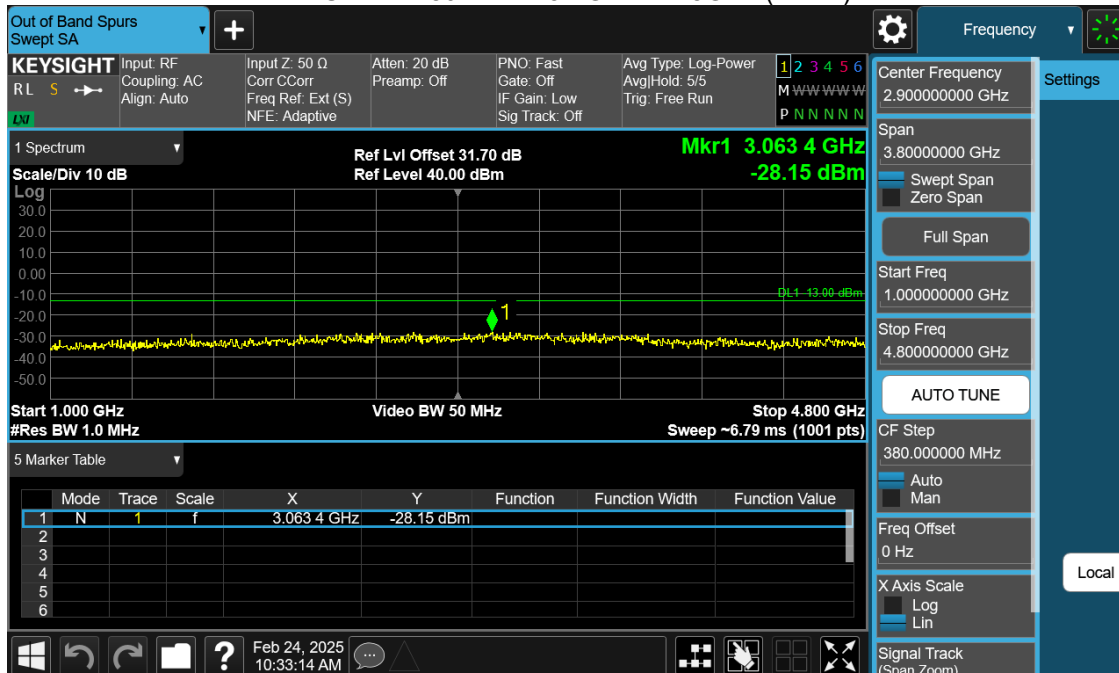 Out of Band Spurs
Swept SA
Frequency
KEYSIGHT
RL S
LXI
Input: RF
Coupling: AC
Align: Auto
Input Z: 50 Ω
Corr CCorr
Freq Ref: Ext (S)
NFE: Adaptive
Atten: 20 dB
Preamp: Off
PNO: Fast
Gate: Off
IF Gain: Low
Sig Track: Off
Avg Type: Log-Power
Avg|Hold: 5/5
Trig: Free Run
1 2 3 4 5 6
M W W W W W
P N N N N N
1 Spectrum
Scale/Div 10 dB
Ref Lvl Offset 31.70 dB
Ref Level 40.00 dBm
Mkr1 3.063 4 GHz
-28.15 dBm
Log
30.0
20.0
10.0
0.00
-10.0
-20.0
-30.0
-40.0
-50.0
DL1 -13.00 dBm
1
Start 1.000 GHz
#Res BW 1.0 MHz
Video BW 50 MHz
Stop 4.800 GHz
Sweep ~6.79 ms (1001 pts)
5 Marker Table
Mode Trace Scale X Y Function Function Width Function Value
1 N 1 f 3.063 4 GHz -28.15 dBm
2
3
4
5
6
?
Feb 24, 2025
10:33:14 AM
Center Frequency
2.900000000 GHz
Span
3.80000000 GHz
Swept Span
Zero Span
Full Span
Start Freq
1.000000000 GHz
Stop Freq
4.800000000 GHz
AUTO TUNE
CF Step
380.000000 MHz
Auto
Man
Freq Offset
0 Hz
X Axis Scale
Log
Lin
Signal Track
(Span Zoom)
Settings
Local